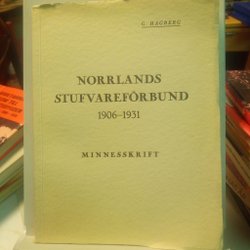 G. HAGBERG
NORRLANDS
STUFVAREFÖRBUND
1906-1931
MINNESSKRIFT